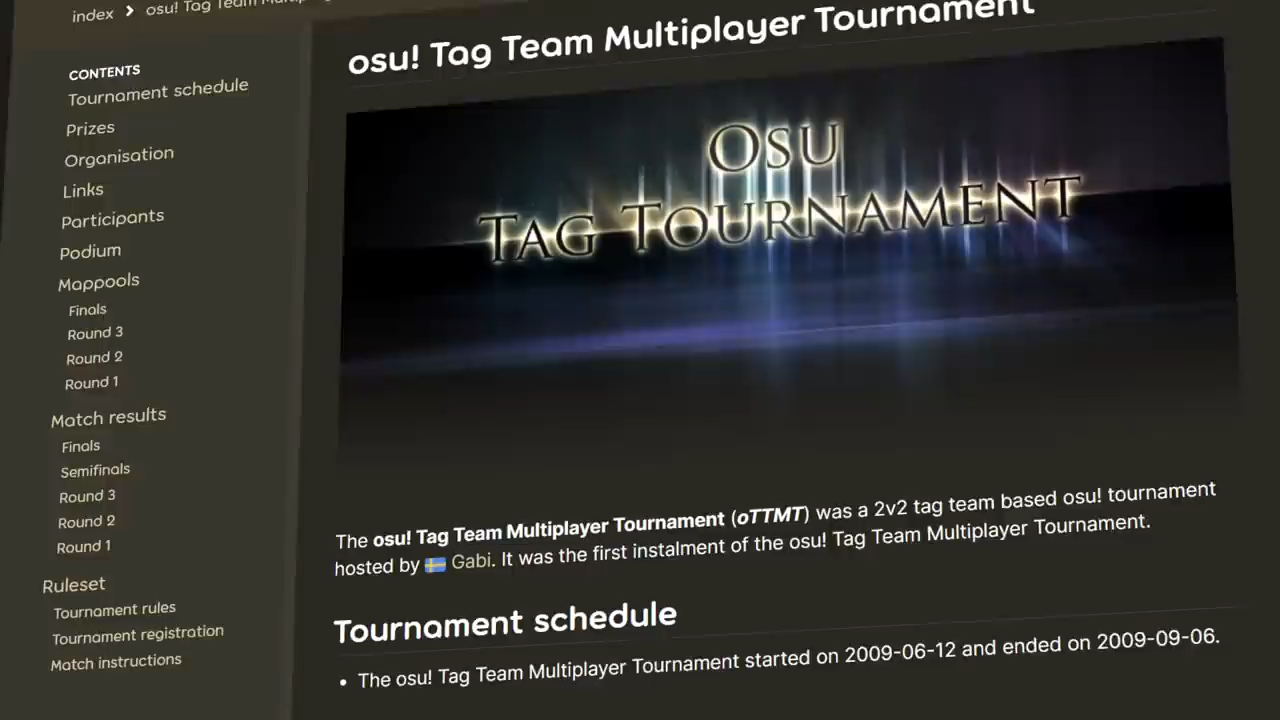 index > osu! Tag Team
CONTENTS
Tournament schedule
Prizes
Organisation
Links
Participants
Podium
Mappools
Finals
Round 3
Round 2
Round 1
Match results
Finals
Semifinals
Round 3
Round 2
Round 1
Ruleset
Tournament rules
Tournament registration
Match instructions
osu! Tag Team Multiplayer Tournament
OSU
TAG TOURNAMENT
The osu! Tag Team Multiplayer Tournament (oTTMT) was a 2v2 tag team based osu! tournament
hosted by Gabi. It was the first instalment of the osu! Tag Team Multiplayer Tournament.
Tournament schedule
• The osu! Tag Team Multiplayer Tournament started on 2009-06-12 and ended on 2009-09-06.